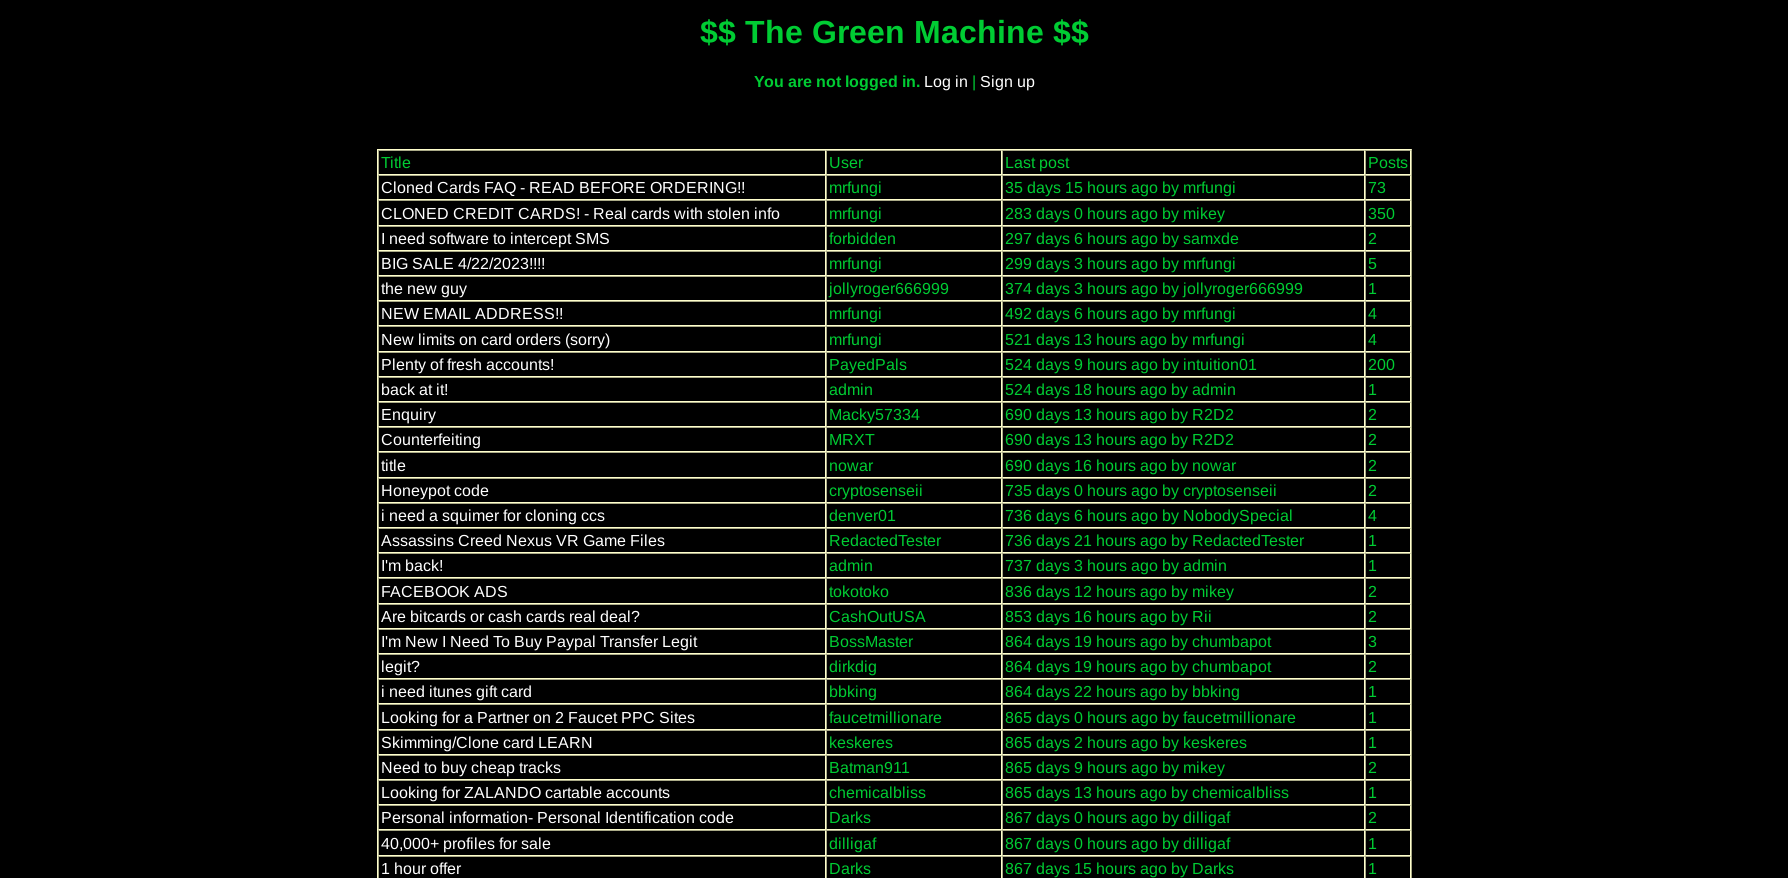 $$ The Green Machine $$
You are not logged in. Log in | Sign up
Title User Last post Posts
Cloned Cards FAQ - READ BEFORE ORDERING!! mrfungi 35 days 15 hours ago by mrfungi 73
CLONED CREDIT CARDS! - Real cards with stolen info mrfungi 283 days 0 hours ago by mikey 350
I need software to intercept SMS forbidden 297 days 6 hours ago by samxde 2
BIG SALE 4/22/2023!!!! mrfungi 299 days 3 hours ago by mrfungi 5
the new guy jollyroger666999 374 days 3 hours ago by jollyroger666999 1
NEW EMAIL ADDRESS!! mrfungi 492 days 6 hours ago by mrfungi 4
New limits on card orders (sorry) mrfungi 521 days 13 hours ago by mrfungi 4
Plenty of fresh accounts! PayedPals 524 days 9 hours ago by intuition01 200
back at it! admin 524 days 18 hours ago by admin 1
Enquiry Macky57334 690 days 13 hours ago by R2D2 2
Counterfeiting MRXT 690 days 13 hours ago by R2D2 2
title nowar 690 days 16 hours ago by nowar 2
Honeypot code cryptosenseii 735 days 0 hours ago by cryptosenseii 2
i need a squimer for cloning ccs denver01 736 days 6 hours ago by NobodySpecial 4
Assassins Creed Nexus VR Game Files RedactedTester 736 days 21 hours ago by RedactedTester 1
I'm back! admin 737 days 3 hours ago by admin 1
FACEBOOK ADS tokotoko 836 days 12 hours ago by mikey 2
Are bitcards or cash cards real deal? CashOutUSA 853 days 16 hours ago by Rii 2
I'm New I Need To Buy Paypal Transfer Legit BossMaster 864 days 19 hours ago by chumbapot 3
legit? dirkdig 864 days 19 hours ago by chumbapot 2
i need itunes gift card bbking 864 days 22 hours ago by bbking 1
Looking for a Partner on 2 Faucet PPC Sites faucetmillionare 865 days 0 hours ago by faucetmillionare 1
Skimming/Clone card LEARN keskeres 865 days 2 hours ago by keskeres 1
Need to buy cheap tracks Batman911 865 days 9 hours ago by mikey 2
Looking for ZALANDO cartable accounts chemicalbliss 865 days 13 hours ago by chemicalbliss 1
Personal information- Personal Identification code Darks 867 days 0 hours ago by dilligaf 2
40,000+ profiles for sale dilligaf 867 days 0 hours ago by dilligaf 1
1 hour offer Darks 867 days 15 hours ago by Darks 1